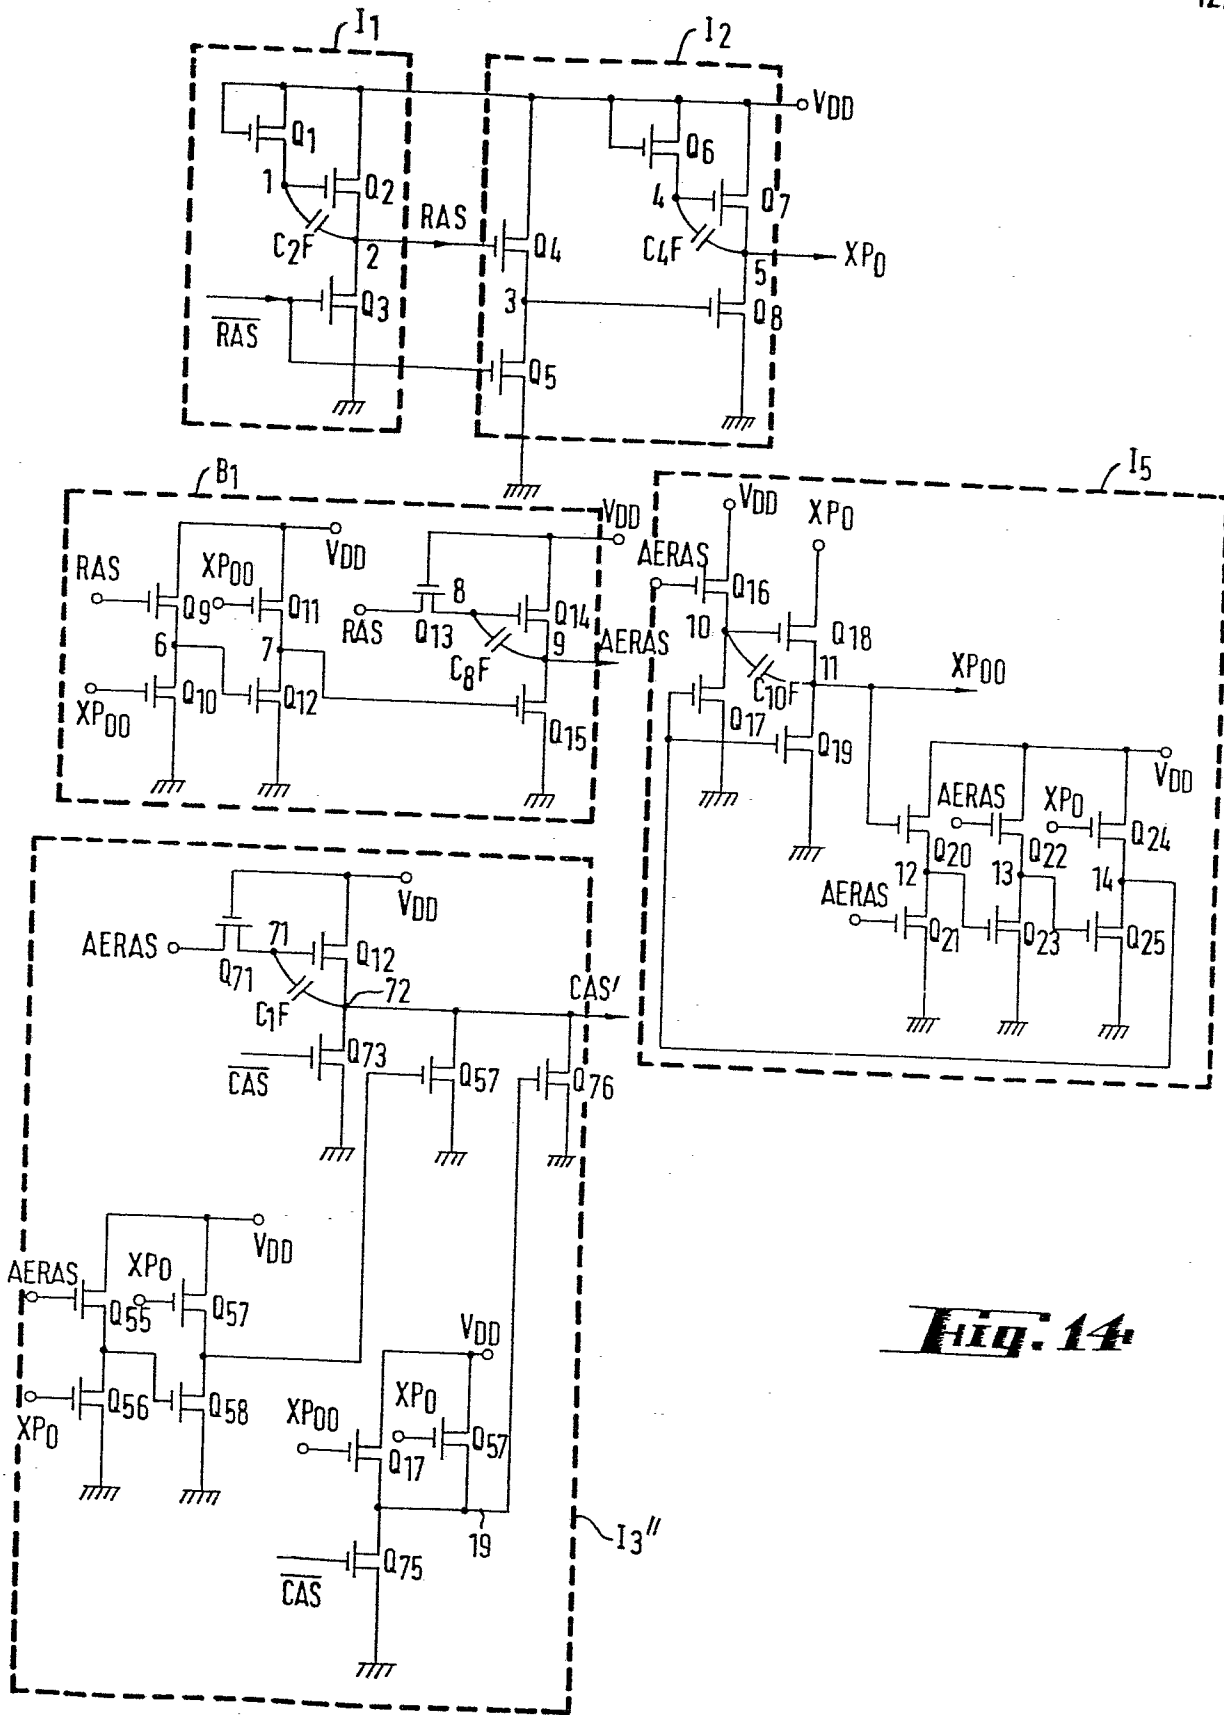 I1
I2
VDD
Q1
Q6
1
Q2
4
Q7
RAS
C2F
2
Q4
C4F
5
XP0
RAS
Q3
3
Q8
Q5
B1
I5
VDD
VDD
XP0
RAS
XP00
VDD
AERAS
Q9
Q11
8
Q14
Q16
RAS
Q13
9
AERAS
10
Q18
6
7
C8F
11
XP00
XP00
Q10
Q12
Q15
C10F
Q17
Q19
VDD
AERAS
XP0
Q20
Q22
Q24
12
13
14
AERAS
Q21
Q23
Q25
VDD
AERAS
71
Q12
Q71
72
CAS'
C1F
Q73
CAS
Q57
Q76
VDD
AERAS
XP0
Q55
Q57
VDD
XP0
Q56
Q58
XP00
XP0
Q17
Q57
19
I3''
Q75
CAS
Fig. 14